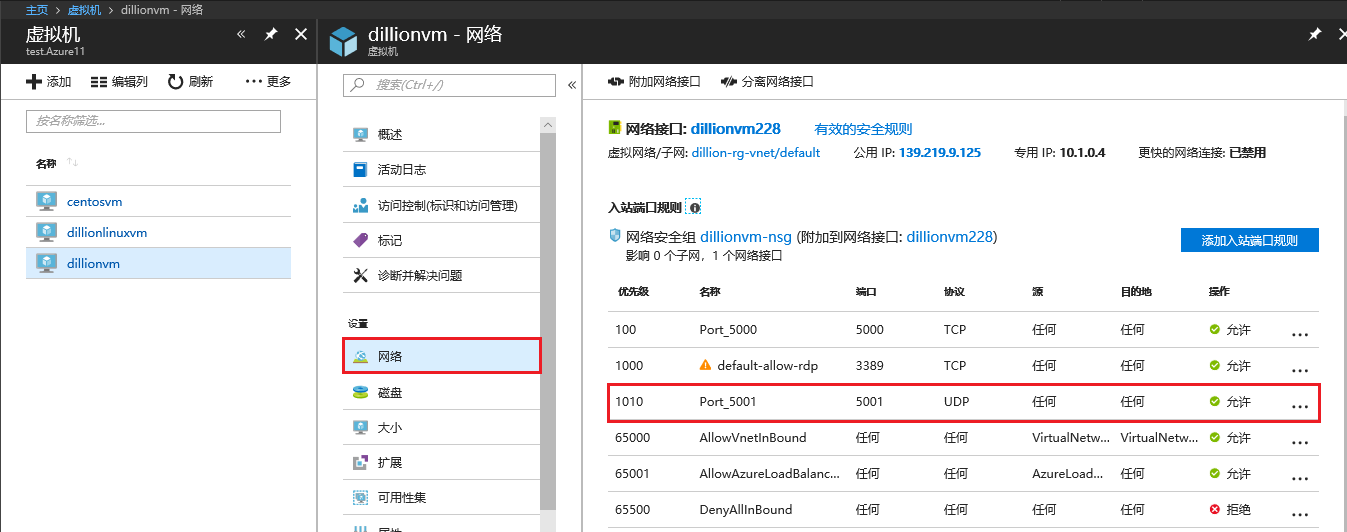 主页 > 虚拟机 > dillionvm - 网络
虚拟机
test.Azure11
添加 编辑列 刷新 更多
按名称筛选...
名称
centosvm
dillionlinuxvm
dillionvm
dillionvm - 网络
虚拟机
搜索(Ctrl+/)
概述
活动日志
访问控制(标识和访问管理)
标记
诊断并解决问题
设置
网络
磁盘
大小
扩展
可用性集
附加网络接口 分离网络接口
网络接口: dillionvm228 有效的安全规则
虚拟网络/子网: dillion-rg-vnet/default 公用 IP: 139.219.9.125 专用 IP: 10.1.0.4 更快的网络连接: 已禁用
入站端口规则
网络安全组 dillionvm-nsg (附加到网络接口: dillionvm228)
影响 0 个子网，1 个网络接口
添加入站端口规则
优先级 名称 端口 协议 源 目的地 操作
100 Port_5000 5000 TCP 任何 任何 允许 ...
1000 default-allow-rdp 3389 TCP 任何 任何 允许 ...
1010 Port_5001 5001 UDP 任何 任何 允许 ...
65000 AllowVnetInBound 任何 任何 VirtualNetw... VirtualNetw... 允许 ...
65001 AllowAzureLoadBalanc... 任何 任何 AzureLoad... 任何 允许 ...
65500 DenyAllInBound 任何 任何 任何 任何 拒绝 ...